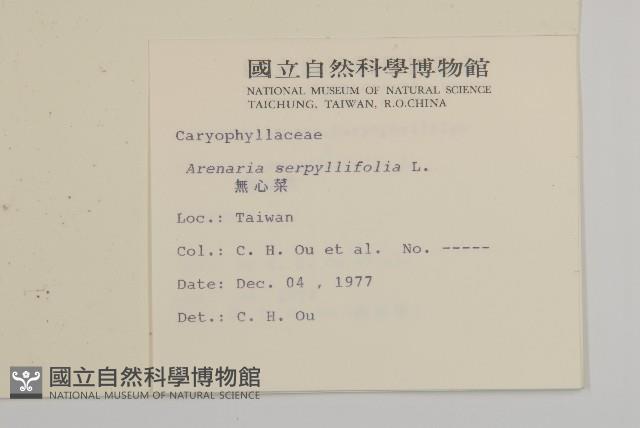 國立自然科學博物館
NATIONAL MUSEUM OF NATURAL SCIENCE
TAICHUNG, TAIWAN, R.O.CHINA
Caryophyllaceae
Arenaria serpyllifolia L.
無心菜
Loc.: Taiwan
Col.: C. H. Ou et al. No. -----
Date: Dec. 04 , 1977
Det.: C. H. Ou
國立自然科學博物館
NATIONAL MUSEUM OF NATURAL SCIENCE